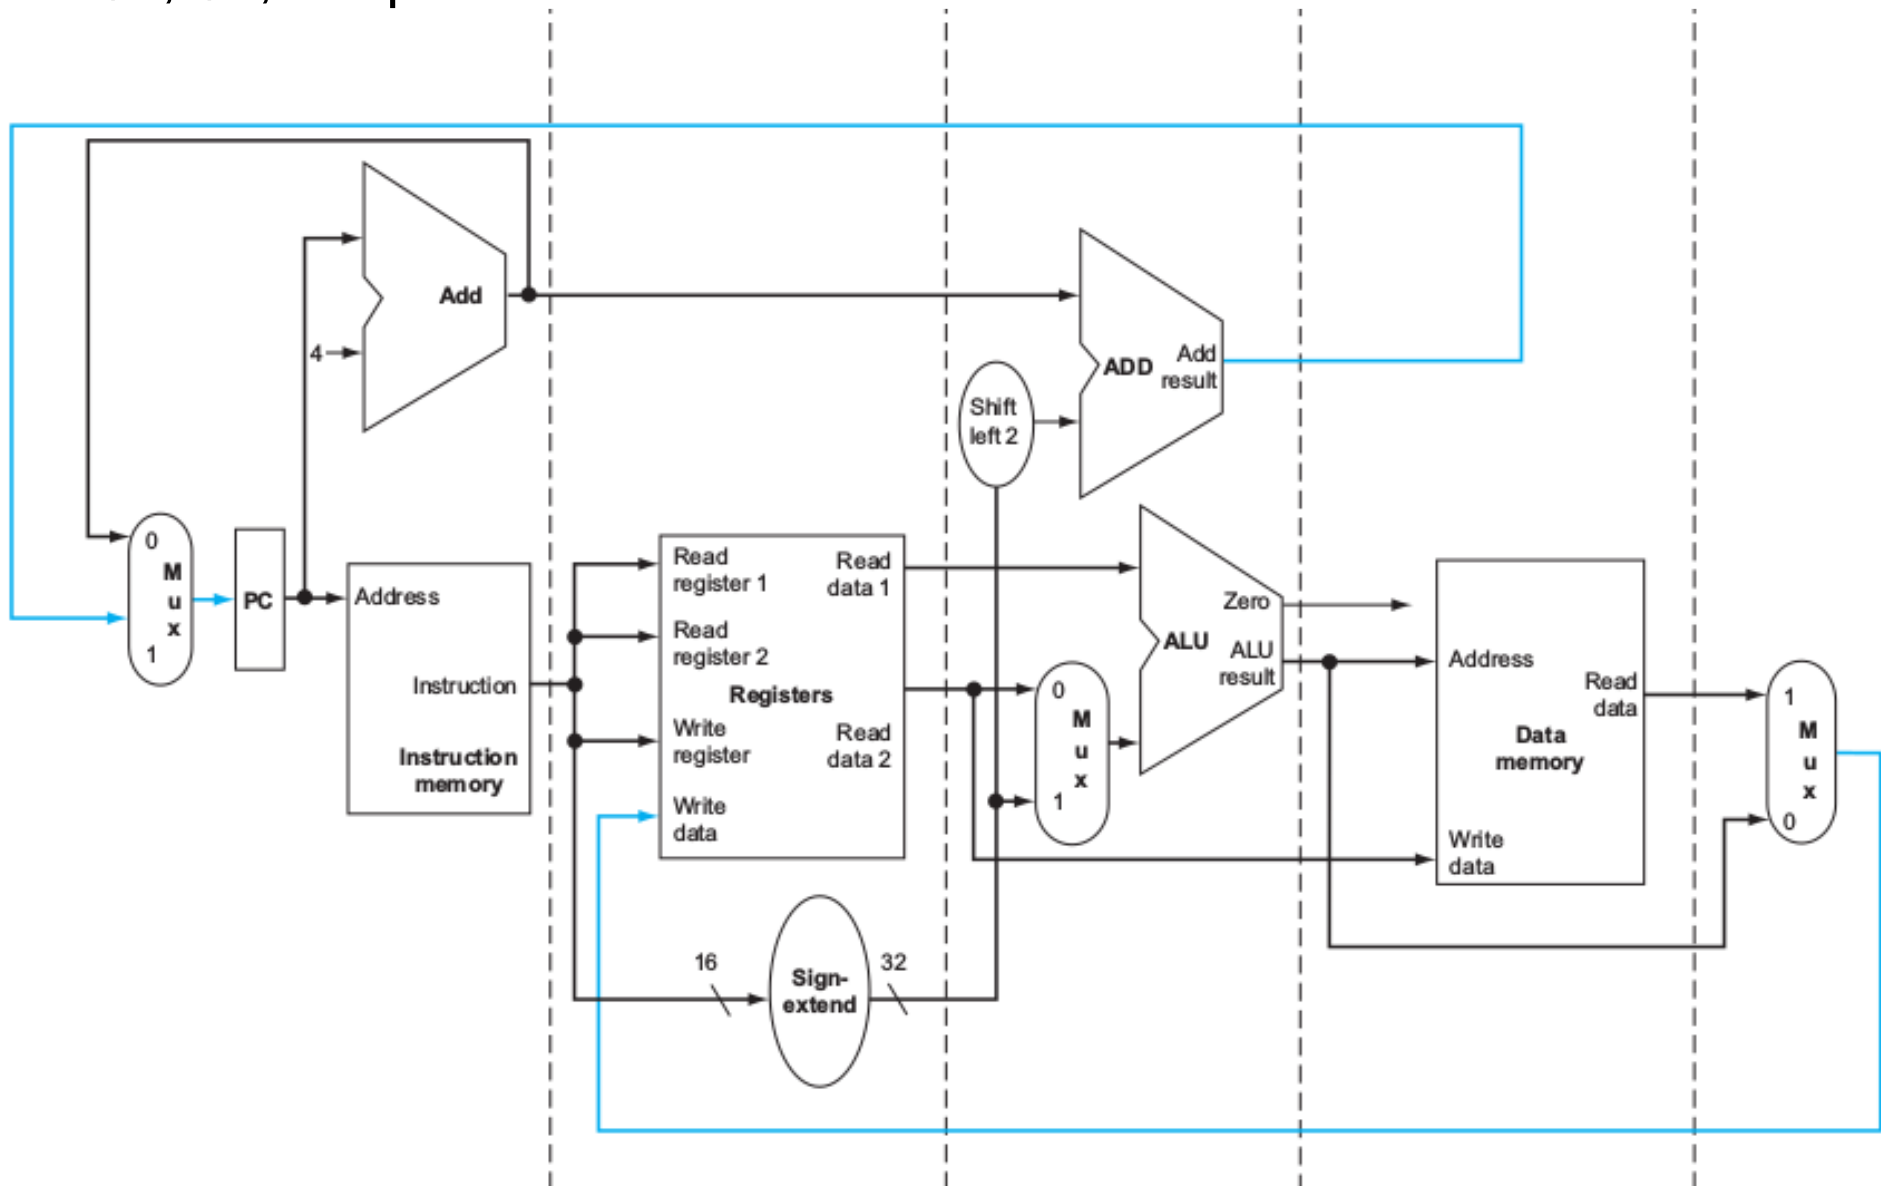 Add
4
Shift
left 2
ADD
Add
result
0
M
u
x
1
PC
Address
Instruction
Instruction
memory
Read
register 1
Read
register 2
Write
register
Write
data
Registers
Read
data 1
Read
data 2
16
Sign-
extend
32
0
M
u
x
1
Zero
ALU
ALU
result
Address
Read
data
Data
memory
Write
data
1
M
u
x
0